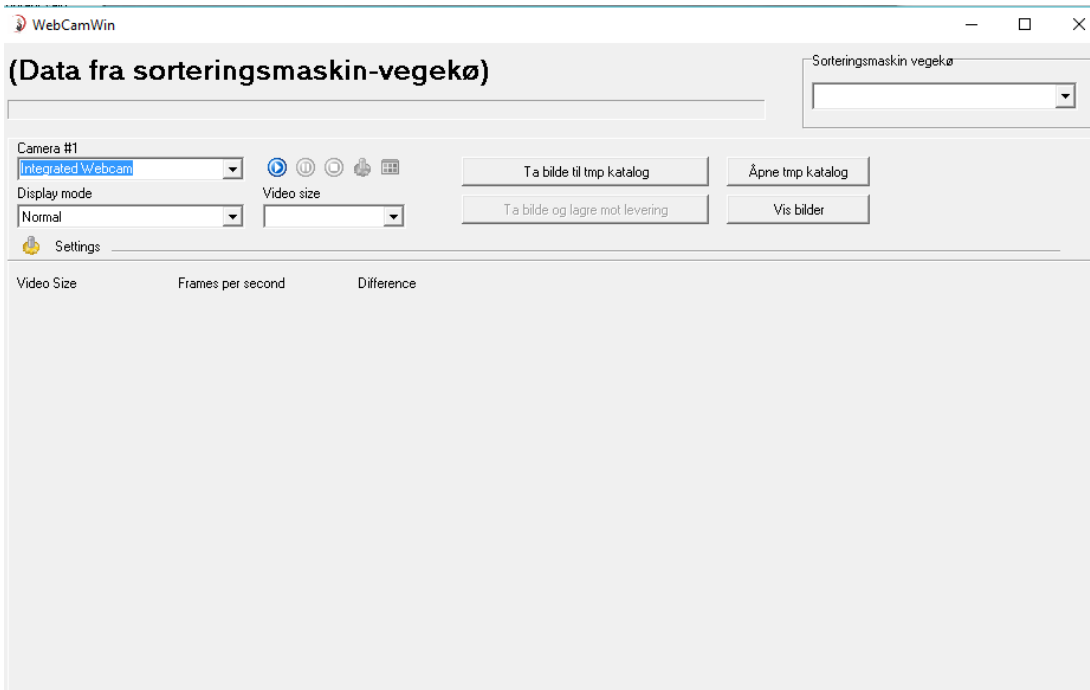 WebCamWin
(Data fra sorteringsmaskin-vegekø)
Sorteringsmaskin vegekø
Camera #1
Integrated Webcam
Ta bilde til tmp katalog
Åpne tmp katalog
Display mode
Video size
Normal
Ta bilde og lagre mot levering
Vis bilder
Settings
Video Size
Frames per second
Difference